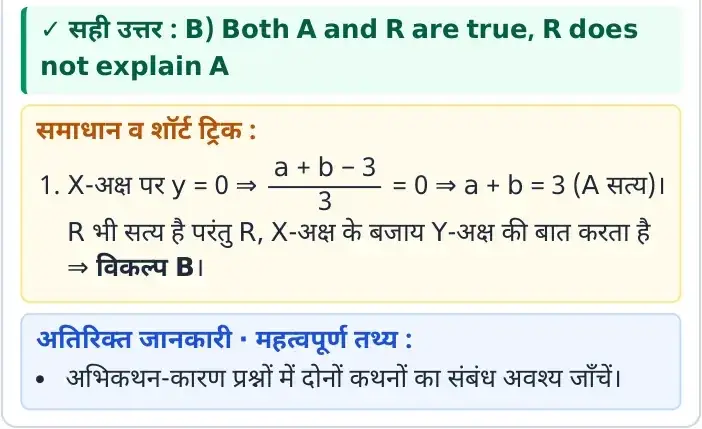 ✓ सही उत्तर : B) Both A and R are true, R does
not explain A
समाधान व शॉर्ट ट्रिक :
1. X-अक्ष पर y = 0 ⇒ (a + b − 3)/3 = 0 ⇒ a + b = 3 (A सत्य)।
R भी सत्य है परंतु R, X-अक्ष के बजाय Y-अक्ष की बात करता है
⇒ विकल्प B।
अतिरिक्त जानकारी · महत्वपूर्ण तथ्य :
• अभिकथन-कारण प्रश्नों में दोनों कथनों का संबंध अवश्य जाँचें।